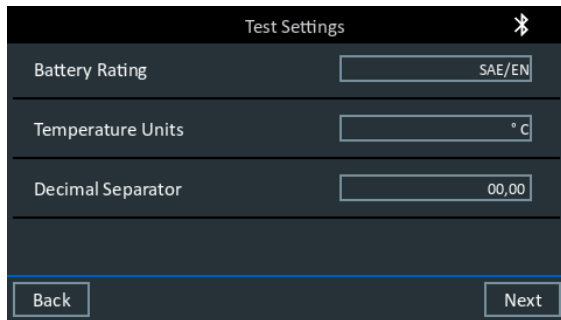 Test Settings
Battery Rating SAE/EN
Temperature Units ° C
Decimal Separator 00,00
Back Next